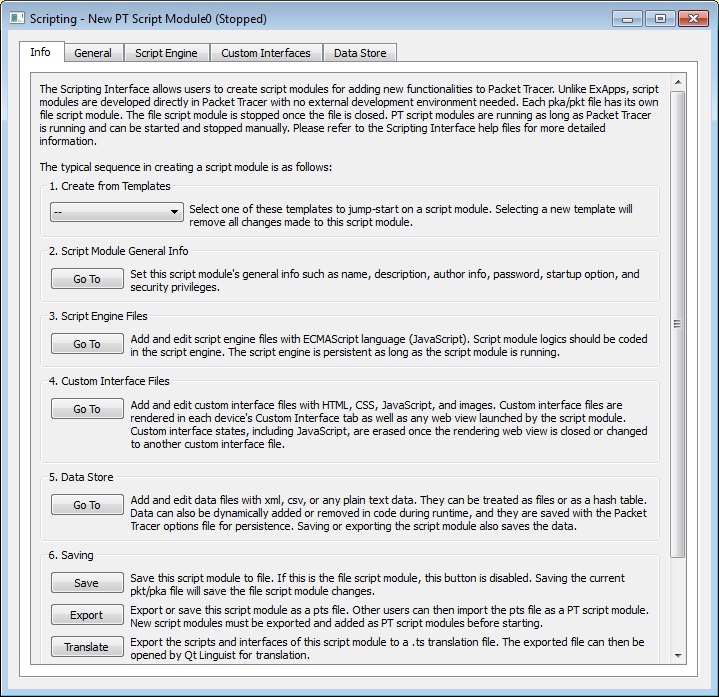 Scripting - New PT Script Module0 (Stopped)
Info
General
Script Engine
Custom Interfaces
Data Store
The Scripting Interface allows users to create script modules for adding new functionalities to Packet Tracer. Unlike ExApps, script
modules are developed directly in Packet Tracer with no external development environment needed. Each pka/pkt file has its own
file script module. The file script module is stopped once the file is closed. PT script modules are running as long as Packet Tracer
is running and can be started and stopped manually. Please refer to the Scripting Interface help files for more detailed
information.
The typical sequence in creating a script module is as follows:
1. Create from Templates
--
Select one of these templates to jump-start on a script module. Selecting a new template will
remove all changes made to this script module.
2. Script Module General Info
Go To
Set this script module's general info such as name, description, author info, password, startup option, and
security privileges.
3. Script Engine Files
Go To
Add and edit script engine files with ECMAScript language (JavaScript). Script module logics should be coded
in the script engine. The script engine is persistent as long as the script module is running.
4. Custom Interface Files
Go To
Add and edit custom interface files with HTML, CSS, JavaScript, and images. Custom interface files are
rendered in each device's Custom Interface tab as well as any web view launched by the script module.
Custom interface states, including JavaScript, are erased once the rendering web view is closed or changed
to another custom interface file.
5. Data Store
Go To
Add and edit data files with xml, csv, or any plain text data. They can be treated as files or as a hash table.
Data can also be dynamically added or removed in code during runtime, and they are saved with the Packet
Tracer options file for persistence. Saving or exporting the script module also saves the data.
6. Saving
Save
Save this script module to file. If this is the file script module, this button is disabled. Saving the current
pkt/pka file will save the file script module changes.
Export
Export or save this script module as a pts file. Other users can then import the pts file as a PT script module.
New script modules must be exported and added as PT script modules before starting.
Translate
Export the scripts and interfaces of this script module to a .ts translation file. The exported file can then be
opened by Qt Linguist for translation.